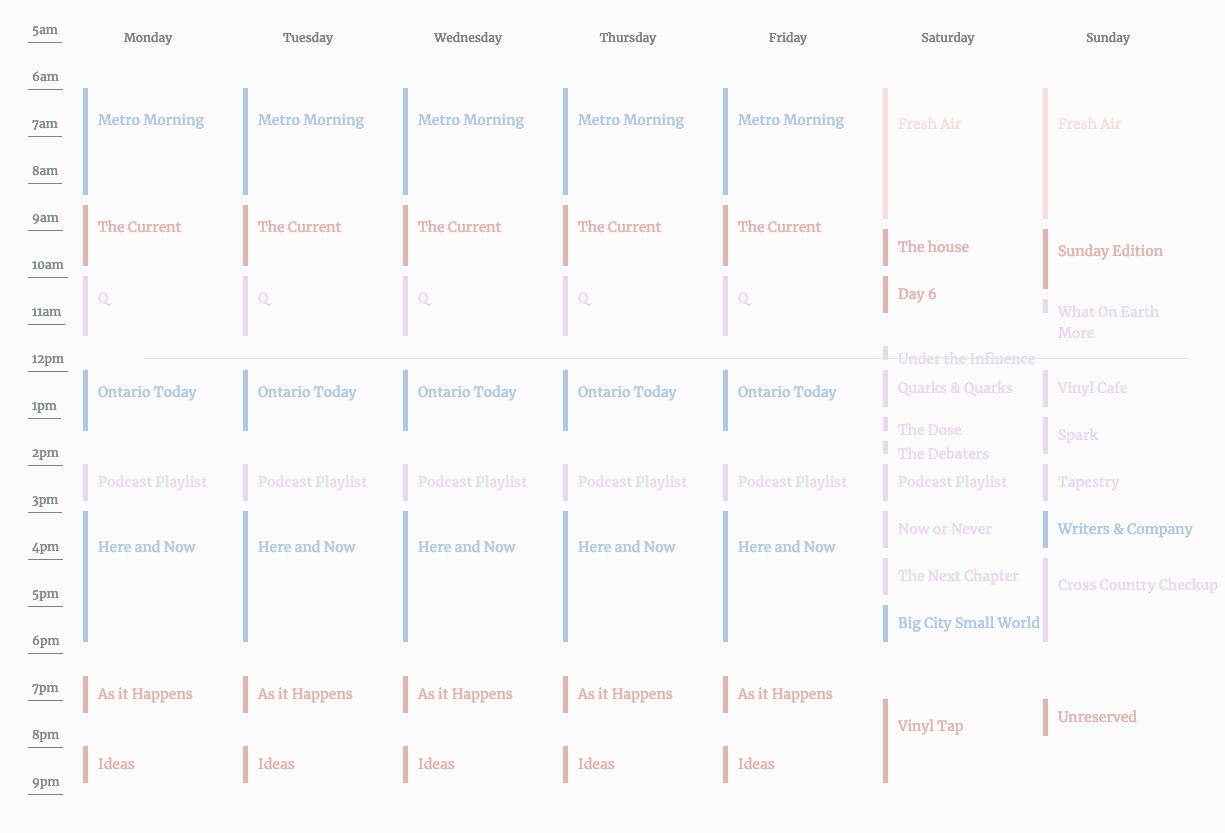 5am
Monday Tuesday Wednesday Thursday Friday Saturday Sunday
6am
7am
Metro Morning Metro Morning Metro Morning Metro Morning Metro Morning Fresh Air Fresh Air
8am
9am
The Current The Current The Current The Current The Current
The house Sunday Edition
10am
Q Q Q Q Q Day 6
11am
What On Earth
More
12pm
Under the Influence
Ontario Today Ontario Today Ontario Today Ontario Today Ontario Today Quarks & Quarks Vinyl Cafe
1pm
The Dose Spark
2pm
The Debaters
Podcast Playlist Podcast Playlist Podcast Playlist Podcast Playlist Podcast Playlist Podcast Playlist Tapestry
3pm
Now or Never Writers & Company
4pm
Here and Now Here and Now Here and Now Here and Now Here and Now
The Next Chapter Cross Country Checkup
5pm
Big City Small World
6pm
7pm
As it Happens As it Happens As it Happens As it Happens As it Happens
Unreserved
Vinyl Tap
8pm
Ideas Ideas Ideas Ideas Ideas
9pm